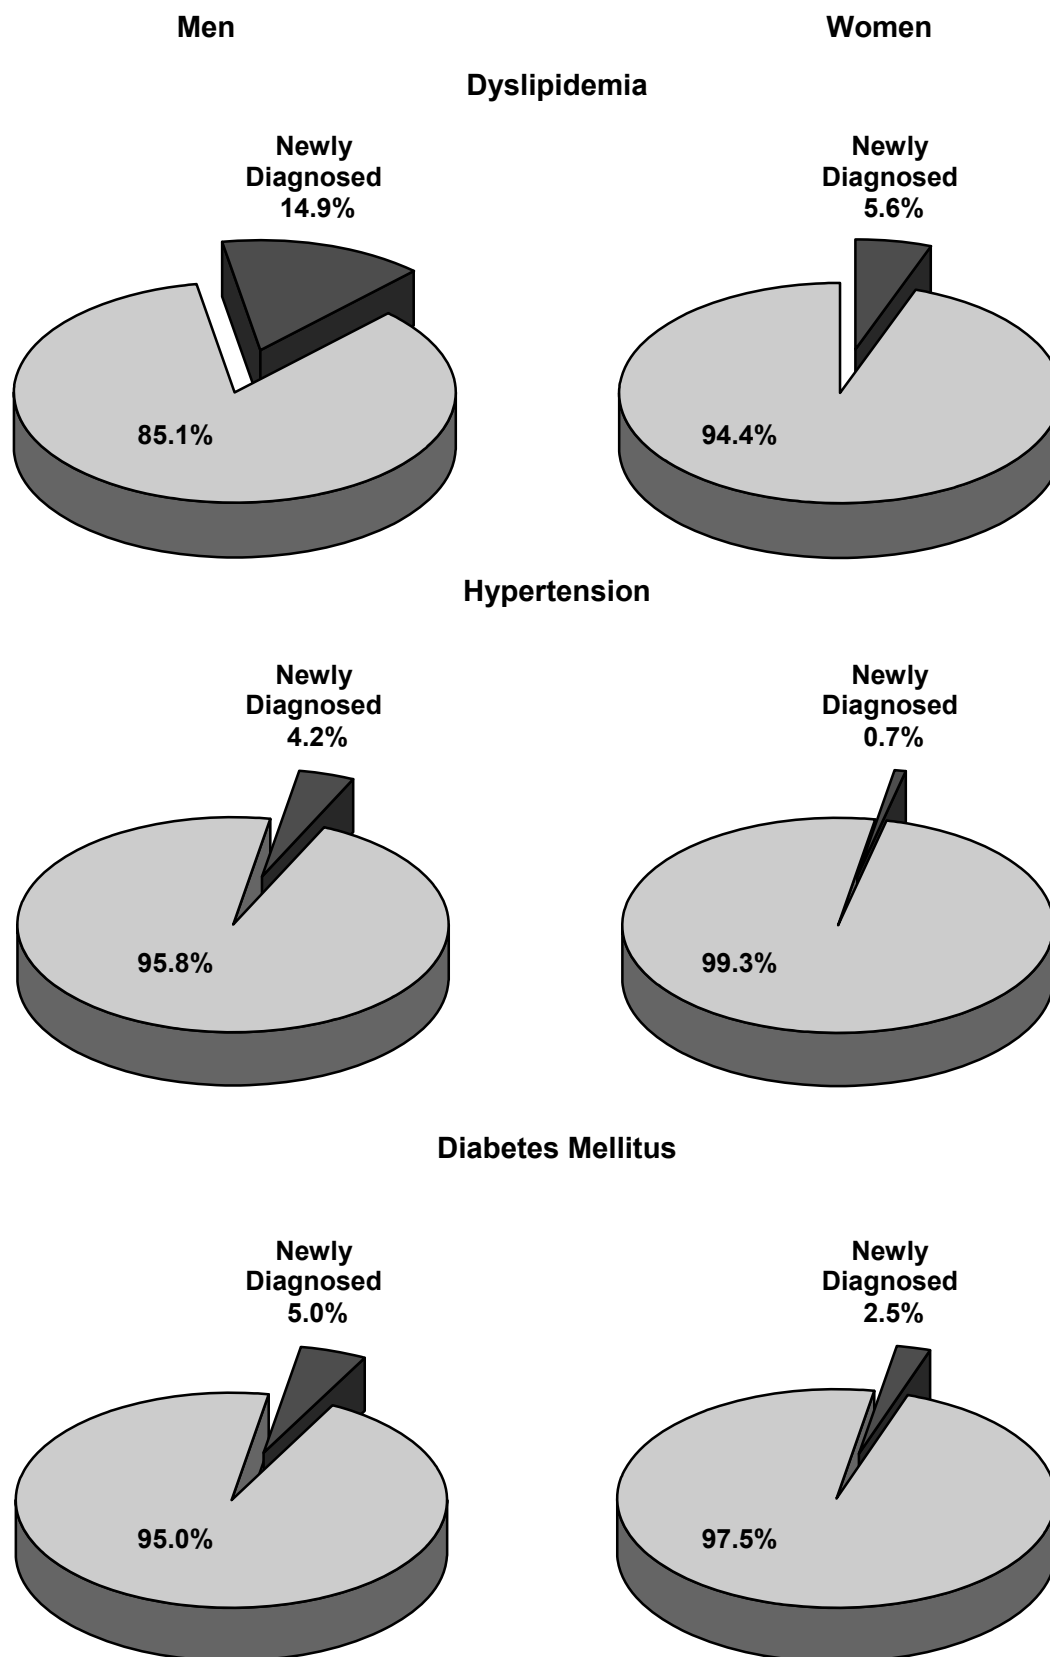 Men
Women
Dyslipidemia
Newly
Diagnosed
14.9%
Newly
Diagnosed
5.6%
85.1%
94.4%
Hypertension
Newly
Diagnosed
4.2%
Newly
Diagnosed
0.7%
95.8%
99.3%
Diabetes Mellitus
Newly
Diagnosed
5.0%
Newly
Diagnosed
2.5%
95.0%
97.5%